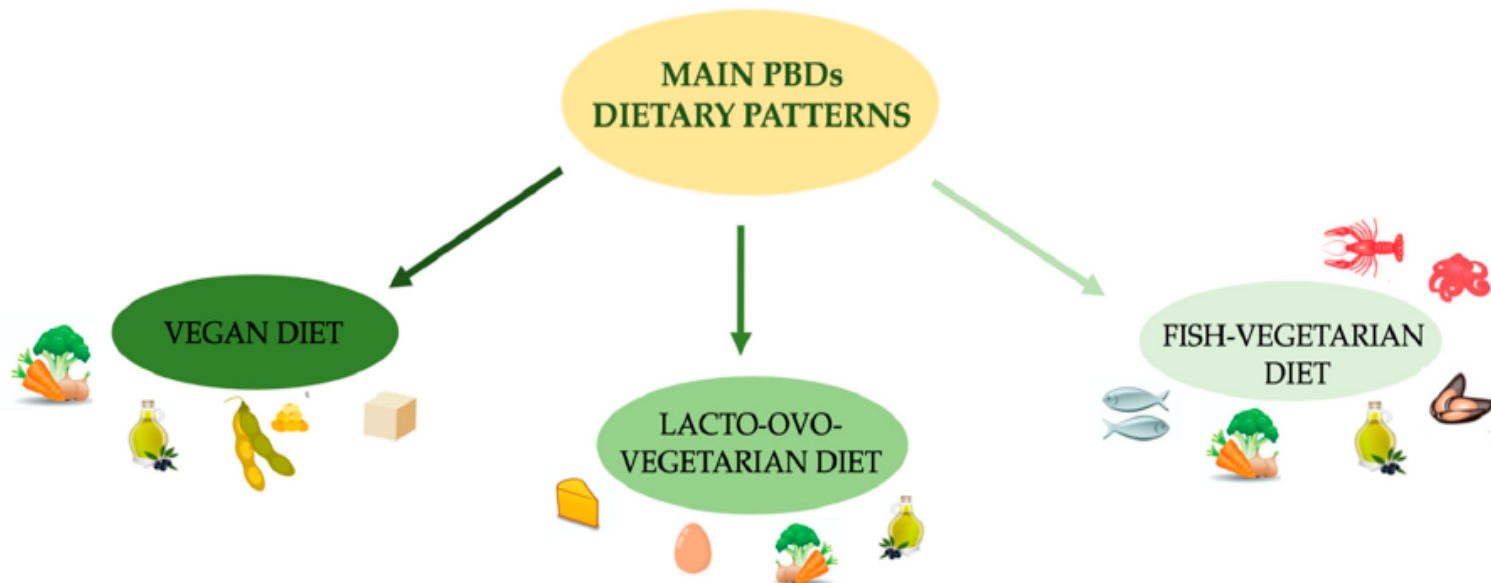 MAIN PBDs
DIETARY PATTERNS
VEGAN DIET
LACTO-OVO-
VEGETARIAN DIET
FISH-VEGETARIAN
DIET